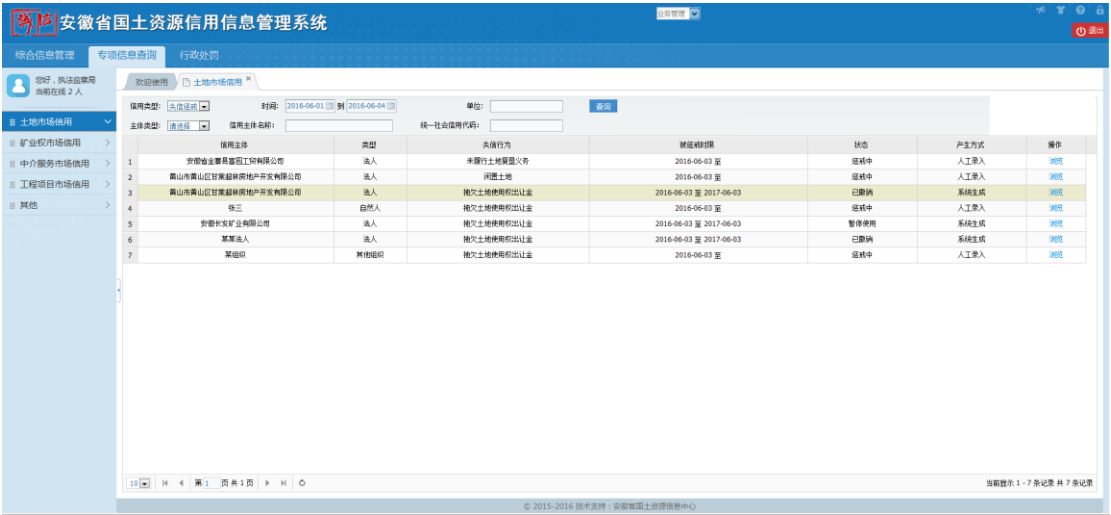 诚信 安徽省国土资源信用信息管理系统 业务管理
退出
综合信息管理 专项信息查询 行政处罚
您好，执法监察局
当前在线 2 人
欢迎使用 土地市场信用 ×
信用类型: 失信惩戒 时间: 2016-06-01 到 2016-06-04 单位: 查询
主体类型: 请选择 信用主体名称: 统一社会信用代码:
土地市场信用
矿业权市场信用
中介服务市场信用
工程项目市场信用
其他
信用主体 类型 失信行为 被惩戒时限 状态 产生方式 操作
1 安徽省金寨县富园工贸有限公司 法人 未履行土地复垦义务 2016-06-03 至 惩戒中 人工录入 浏览
2 黄山市黄山区甘棠超林房地产开发有限公司 法人 闲置土地 2016-06-03 至 惩戒中 人工录入 浏览
3 黄山市黄山区甘棠超林房地产开发有限公司 法人 拖欠土地使用权出让金 2016-06-03 至 2017-06-03 已撤销 系统生成 浏览
4 张三 自然人 拖欠土地使用权出让金 2016-06-03 至 惩戒中 人工录入 浏览
5 安徽长发矿业有限公司 法人 拖欠土地使用权出让金 2016-06-03 至 2017-06-03 暂停使用 系统生成 浏览
6 某某法人 法人 拖欠土地使用权出让金 2016-06-03 至 2017-06-03 已撤销 系统生成 浏览
7 某组织 其他组织 拖欠土地使用权出让金 2016-06-03 至 惩戒中 人工录入 浏览
10 第 1 页 共 1 页 当前显示 1 - 7 条记录 共 7 条记录
© 2015-2016 技术支持：安徽省国土资源信息中心